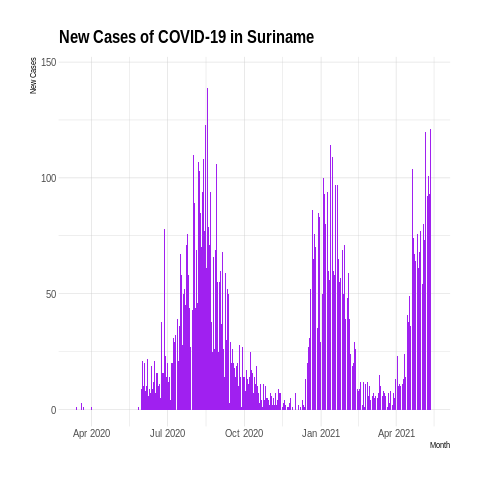 New Cases of COVID-19 in Suriname
New Cases
150
100
50
0
Apr 2020 Jul 2020 Oct 2020 Jan 2021 Apr 2021
Month